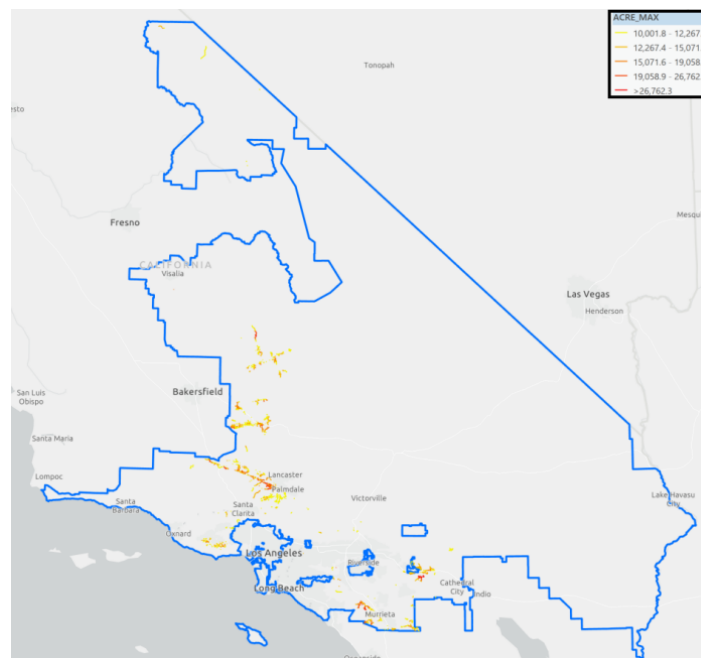 ACRE_MAX
10,001.8 - 12,267.
12,267.4 - 15,071.
15,071.6 - 19,058.
19,058.9 - 26,762.
>26,762.3
Tonopah
esto
Mesqu
Fresno
CALIFORNIA
Visalia
Las Vegas
Henderson
San Luis
Obispo
Bakersfield
Santa Maria
Lompoc
Lancaster
Palmdale
Victorville
Lake Havasu
City
Santa
Barbara
Santa
Clarita
Oxnard
Los Angeles
Riverside
Long Beach
Cathedral
City
Indio
Murrieta
Oceanside